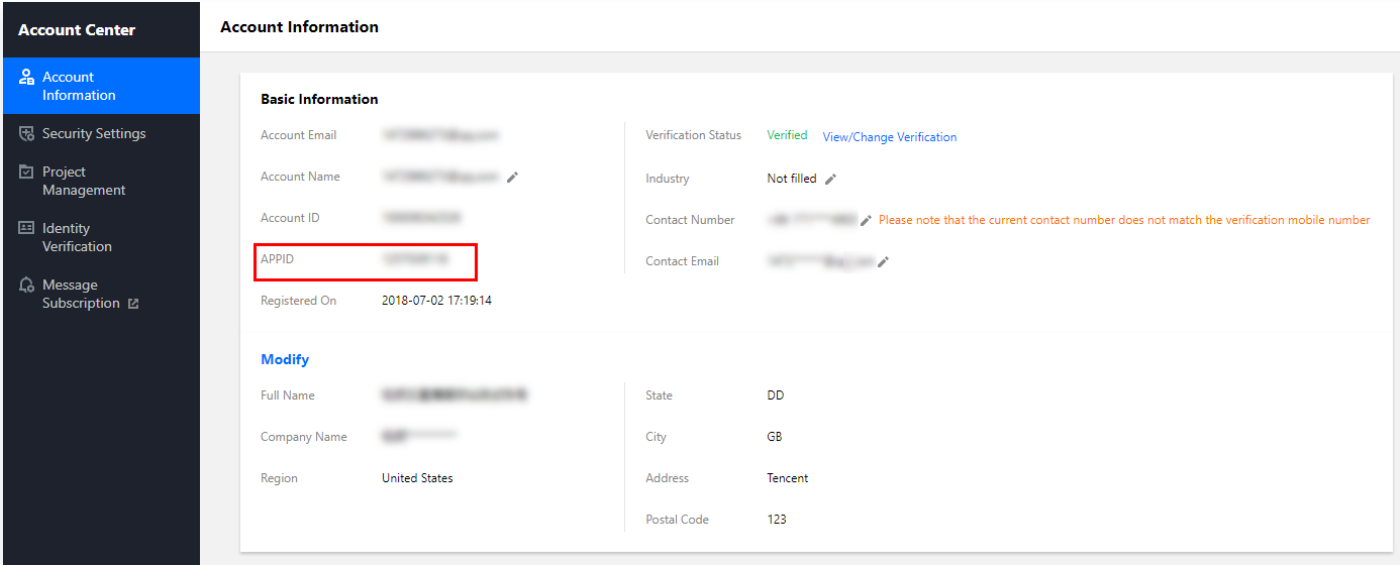 Account Center
Account Information
Account
Information
Security Settings
Project
Management
Identity
Verification
Message
Subscription
Basic Information
Account Email
Verification Status Verified View/Change Verification
Account Name
Industry Not filled
Account ID
Contact Number Please note that the current contact number does not match the verification mobile number
APPID
Contact Email
Registered On 2018-07-02 17:19:14
Modify
Full Name
State DD
Company Name
City GB
Region United States
Address Tencent
Postal Code 123